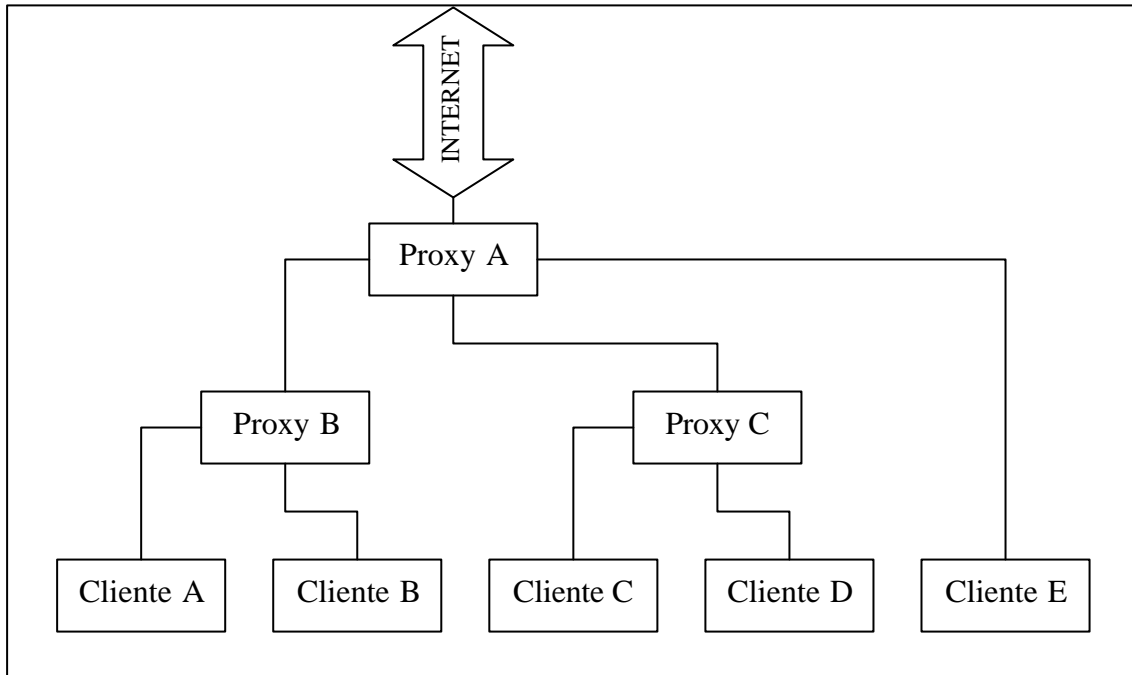 INTERNET
Proxy A
Proxy B
Proxy C
Cliente A
Cliente B
Cliente C
Cliente D
Cliente E